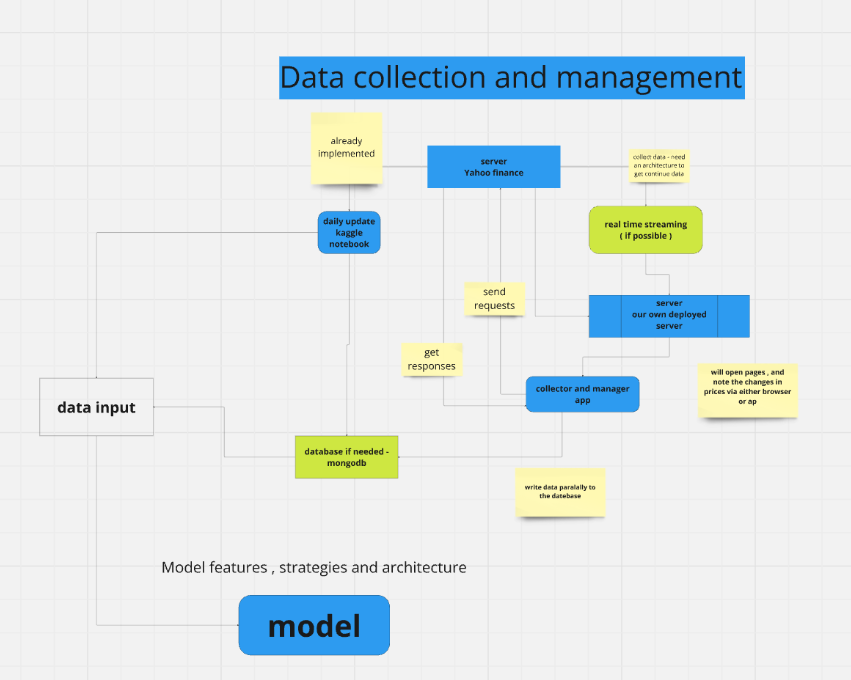 Data collection and management
already
implemented
server
Yahoo finance
collect data - need
an architecture to
get continue data
daily update
kaggle
notebook
real time streaming
( if possible )
send
requests
server
our own deployed
server
get
responses
will open pages , and
note the changes in
prices via either browser
or ap
collector and manager
app
data input
database if needed -
mongodb
write data paralally to
the datebase
Model features , strategies and architecture
model